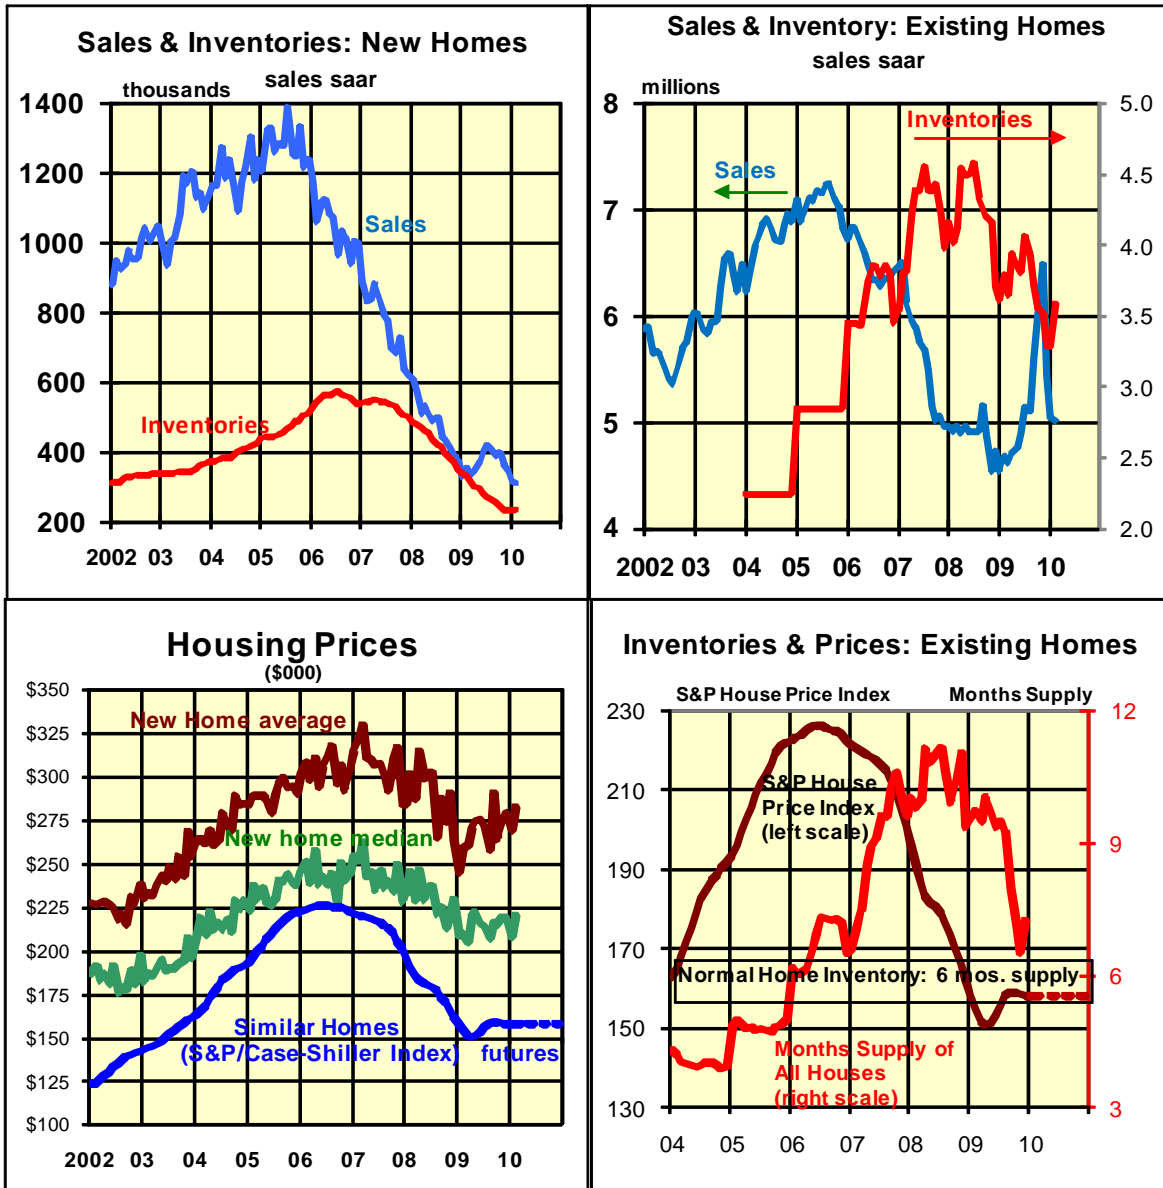 Sales & Inventories: New Homes
sales saar
thousands
1400
1200
1000
800
600
400
200
Sales
Inventories
2002 03 04 05 06 07 08 09 10
Sales & Inventory: Existing Homes
sales saar
millions
8
7
6
5
4
5.0
4.5
4.0
3.5
3.0
2.5
2.0
Inventories
Sales
2002 03 04 05 06 07 08 09 10
Housing Prices
($000)
$350
$325
$300
$275
$250
$225
$200
$175
$150
$125
$100
New Home average
New home median
Similar Homes
($&P/Case-Shiller Index) futures
2002 03 04 05 06 07 08 09 10
Inventories & Prices: Existing Homes
S&P House Price Index
Months Supply
230
210
190
170
150
130
12
9
6
3
S&P House
Price Index
(left scale)
Normal Home Inventory: 6 mos. supply
Months Supply of
All Houses
(right scale)
04 05 06 07 08 09 10